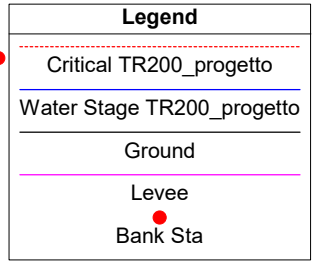 Legend
Critical TR200_progetto
Water Stage TR200_progetto
Ground
Levee
Bank Sta